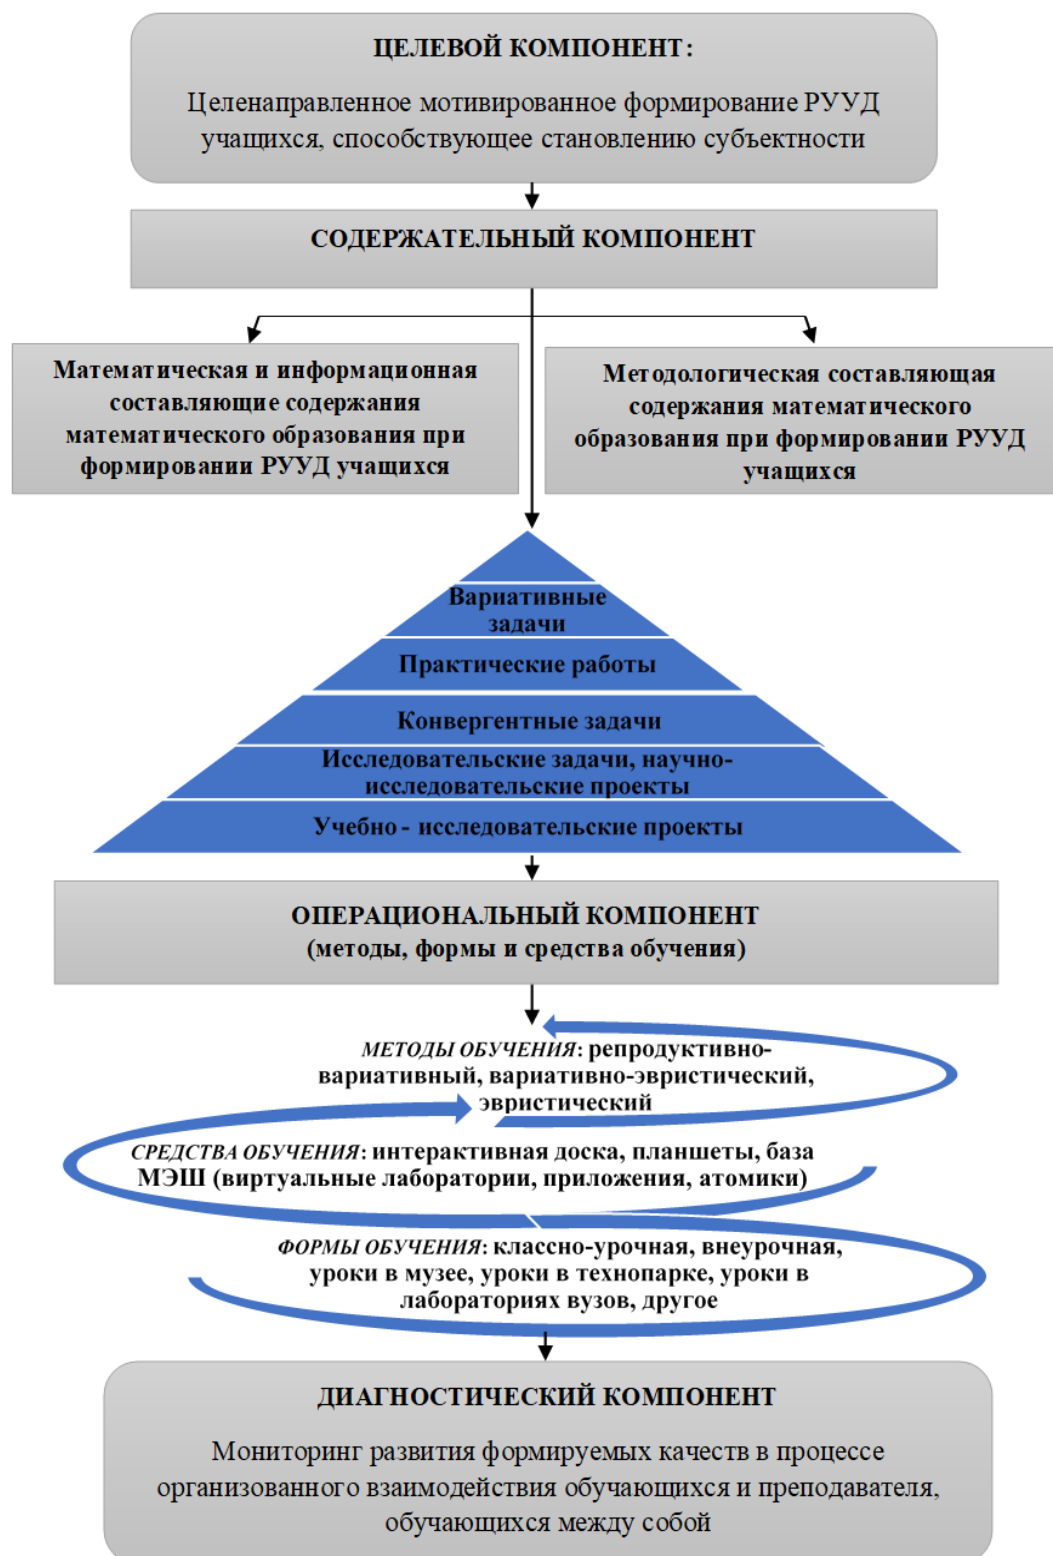 ЦЕЛЕВОЙ КОМПОНЕНТ:
Целенаправленное мотивированное формирование РУУД
учащихся, способствующее становлению субъектности
СОДЕРЖАТЕЛЬНЫЙ КОМПОНЕНТ
Математическая и информационная
составляющие содержания
математического образования при
формировании РУУД учащихся
Методологическая составляющая
содержания математического
образования при формировании РУУД
учащихся
Вариативные
задачи
Практические работы
Конвергентные задачи
Исследовательские задачи, научно-
исследовательские проекты
Учебно - исследовательские проекты
ОПЕРАЦИОНАЛЬНЫЙ КОМПОНЕНТ
(методы, формы и средства обучения)
МЕТОДЫ ОБУЧЕНИЯ: репродуктивно-
вариативный, вариативно-эвристический,
эвристический
СРЕДСТВА ОБУЧЕНИЯ: интерактивная доска, планшеты, база
МЭШ (виртуальные лаборатории, приложения, атомики)
ФОРМЫ ОБУЧЕНИЯ: классно-урочная, внеурочная,
уроки в музее, уроки в технопарке, уроки в
лабораториях вузов, другое
ДИАГНОСТИЧЕСКИЙ КОМПОНЕНТ
Мониторинг развития формируемых качеств в процессе
организованного взаимодействия обучающихся и преподавателя,
обучающихся между собой